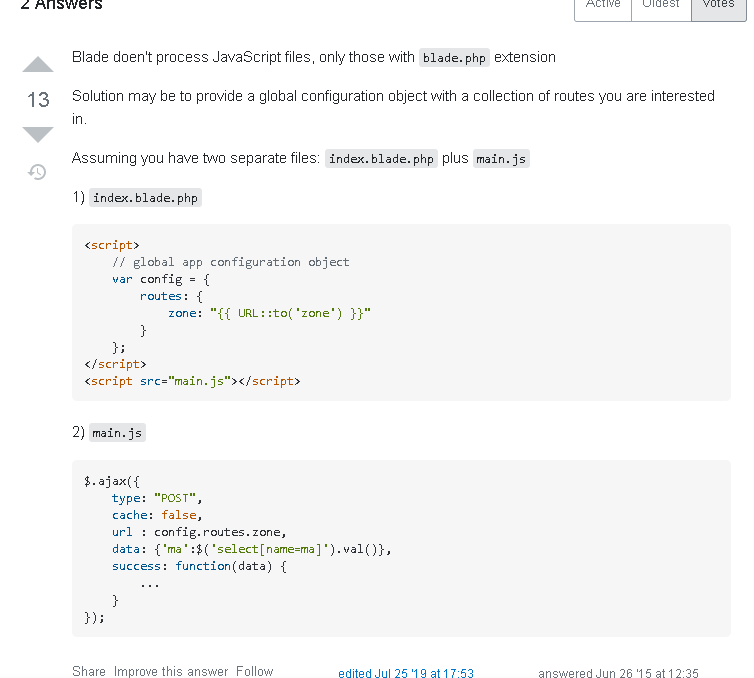 2 Answers
Active Oldest Votes
Blade doen't process JavaScript files, only those with blade.php extension
13
Solution may be to provide a global configuration object with a collection of routes you are interested
in.
Assuming you have two separate files: index.blade.php plus main.js
1) index.blade.php
<script>
    // global app configuration object
    var config = {
        routes: {
            zone: "{{ URL::to('zone') }}"
        }
    };
</script>
<script src="main.js"></script>
2) main.js
$.ajax({
    type: "POST",
    cache: false,
    url : config.routes.zone,
    data: {'ma':$('select[name=ma]').val()},
    success: function(data) {
        ...
    }
});
Share Improve this answer Follow
edited Jul 25 '19 at 17:53
answered Jun 26 '15 at 12:35